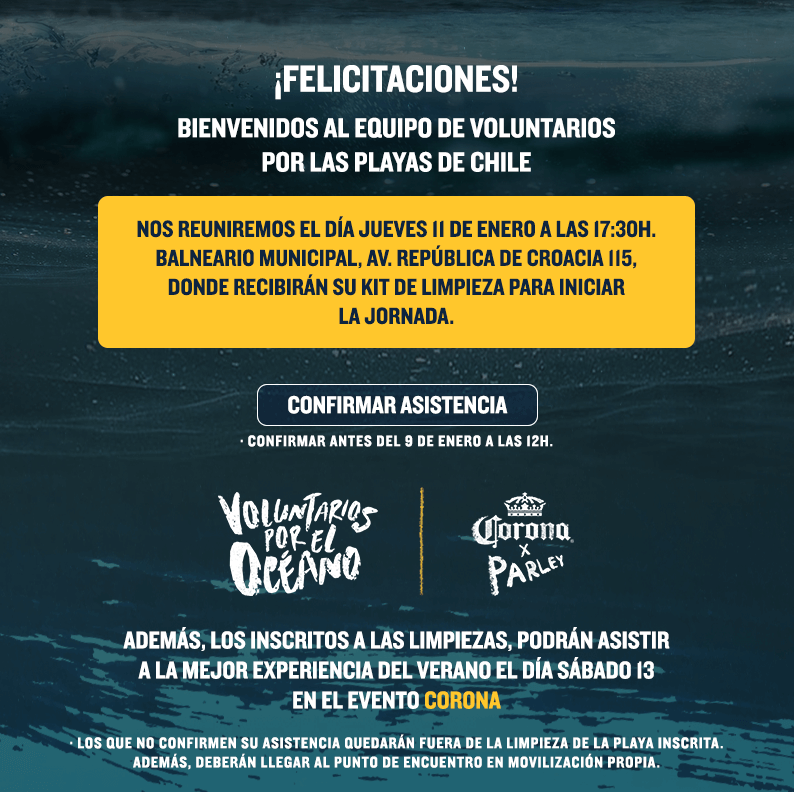 ¡FELICITACIONES!
BIENVENIDOS AL EQUIPO DE VOLUNTARIOS
POR LAS PLAYAS DE CHILE
NOS REUNIREMOS EL DÍA JUEVES 11 DE ENERO A LAS 17:30H.
BALNEARIO MUNICIPAL, AV. REPÚBLICA DE CROACIA 115,
DONDE RECIBIRÁN SU KIT DE LIMPIEZA PARA INICIAR
LA JORNADA.
CONFIRMAR ASISTENCIA
· CONFIRMAR ANTES DEL 9 DE ENERO A LAS 12H.
VOLUNTARIOS
POR EL
OCÉANO
Corona
X
PARLEY
ADEMÁS, LOS INSCRITOS A LAS LIMPIEZAS, PODRÁN ASISTIR
A LA MEJOR EXPERIENCIA DEL VERANO EL DÍA SÁBADO 13
EN EL EVENTO CORONA
· LOS QUE NO CONFIRMEN SU ASISTENCIA QUEDARÁN FUERA DE LA LIMPIEZA DE LA PLAYA INSCRITA.
ADEMÁS, DEBERÁN LLEGAR AL PUNTO DE ENCUENTRO EN MOVILIZACIÓN PROPIA.